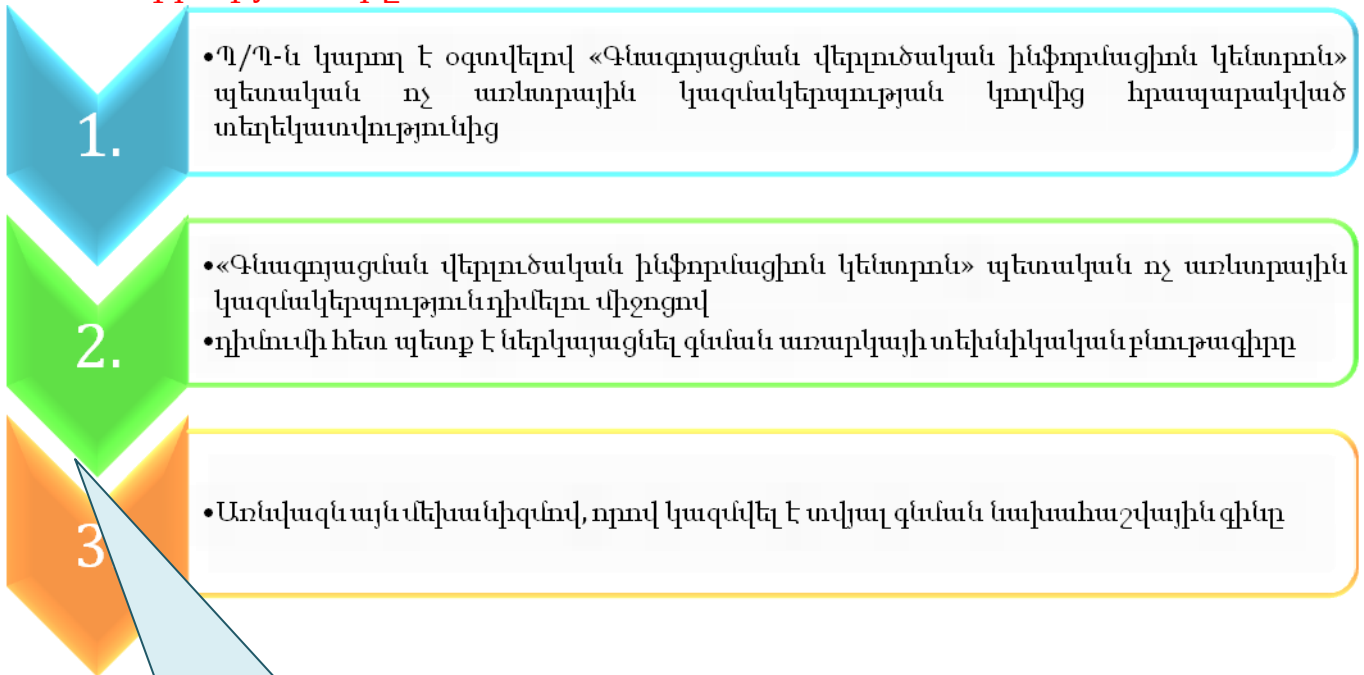 1.
•Պ/Պ-ն կարող է օգտվելով «Գնագոյացման վերլուծական ինֆորմացիոն կենտրոն»
պետական ոչ առևտրային կազմակերպության կողմից հրապարակված
տեղեկատվությունից
•«Գնագոյացման վերլուծական ինֆորմացիոն կենտրոն» պետական ոչ առևտրային
կազմակերպություն դիմելու միջոցով
2.
•դիմումի հետ պետք է ներկայացնել գնման առարկայի տեխնիկական բնութագիրը
3
•Առնվազն այն մեխանիզմով, որով կազմվել է տվյալ գնման նախահաշվային գինը